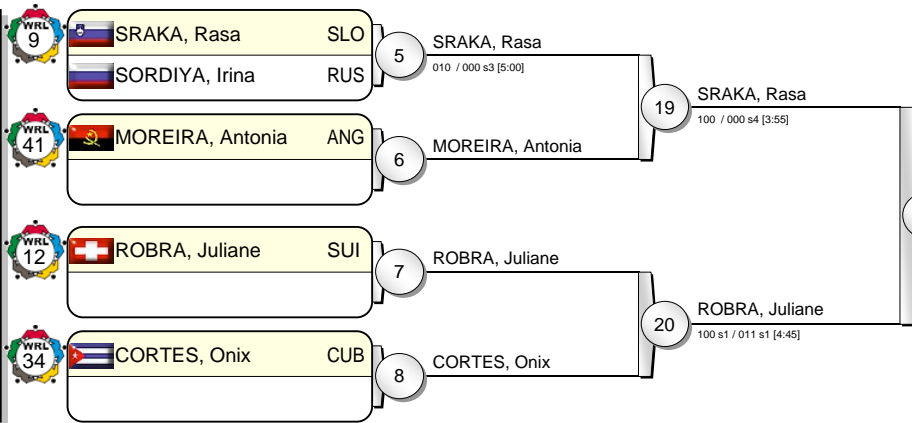 WRL
9
SRAKA, Rasa SLO
SORDIYA, Irina RUS
5
SRAKA, Rasa
010 / 000 s3 [5:00]
19
SRAKA, Rasa
100 / 000 s4 [3:55]
WRL
41
MOREIRA, Antonia ANG
6
MOREIRA, Antonia
WRL
12
ROBRA, Juliane SUI
7
ROBRA, Juliane
20
ROBRA, Juliane
100 s1 / 011 s1 [4:45]
WRL
34
CORTES, Onix CUB
8
CORTES, Onix